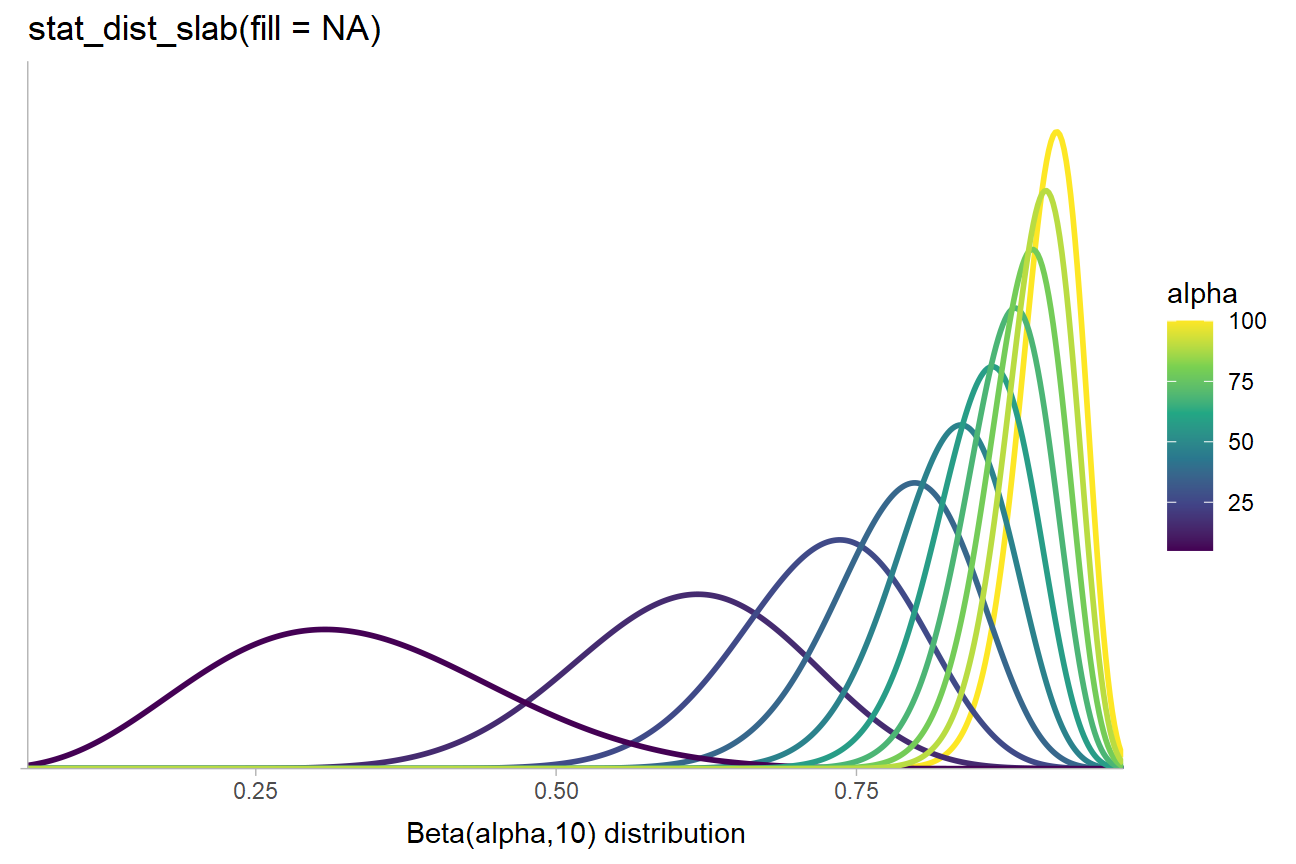 stat_dist_slab(fill = NA)
alpha
100
75
50
25
0.25
0.50
0.75
Beta(alpha,10) distribution